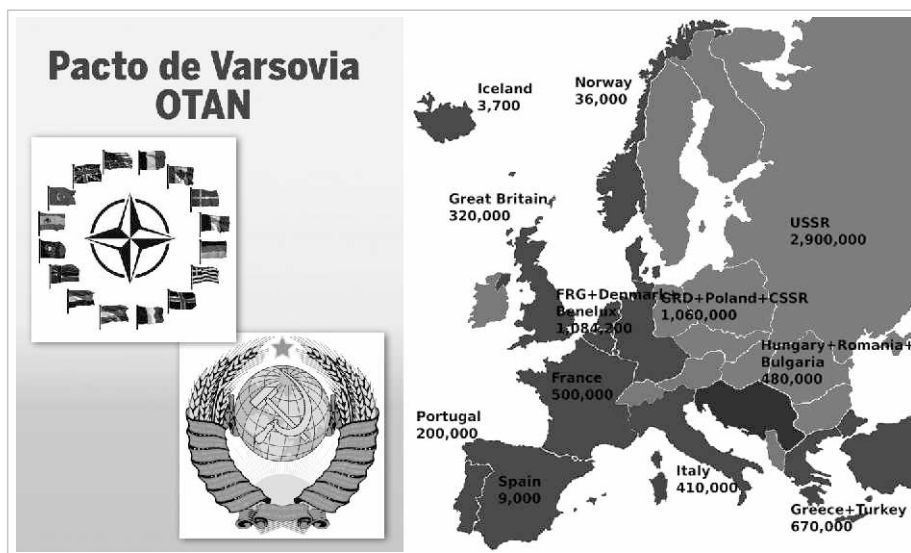 Pacto de Varsovia
OTAN
Iceland
3,700
Norway
36,000
Great Britain
320,000
USSR
2,900,000
FRG+Denmark+
Benelux
1,084,200
GRD+Poland+CSSR
1,060,000
Hungary+Romania+
Bulgaria
480,000
France
500,000
Portugal
200,000
Spain
9,000
Italy
410,000
Greece+Turkey
670,000